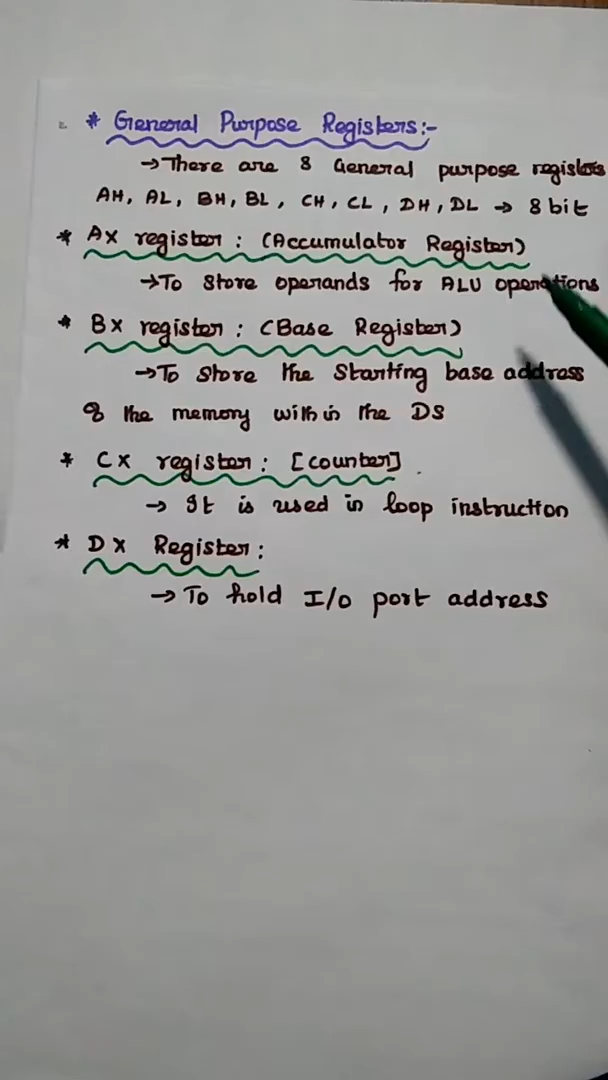 * General Purpose Registers:-
→There are 8 General purpose registers
AH, AL, BH, BL, CH, CL, DH, DL → 8 bit
* AX register: (Accumulator Register)
→To store operands for ALU operations
* BX register: (Base Register)
→To store the starting base address
of the memory with in the DS
* CX register: [counter]
→ It is used in loop instruction
* DX Register:
→ To hold I/O port address